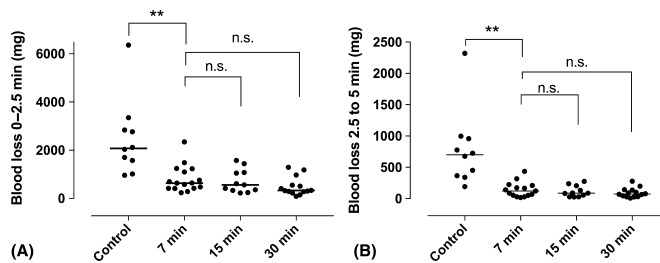 Blood loss 0–2.5 min (mg)
6000
4000
2000
0
**
n.s.
n.s.
Control
7 min
15 min
30 min
(A)
Blood loss 2.5 to 5 min (mg)
2500
2000
1500
1000
500
0
**
n.s.
n.s.
Control
7 min
15 min
30 min
(B)